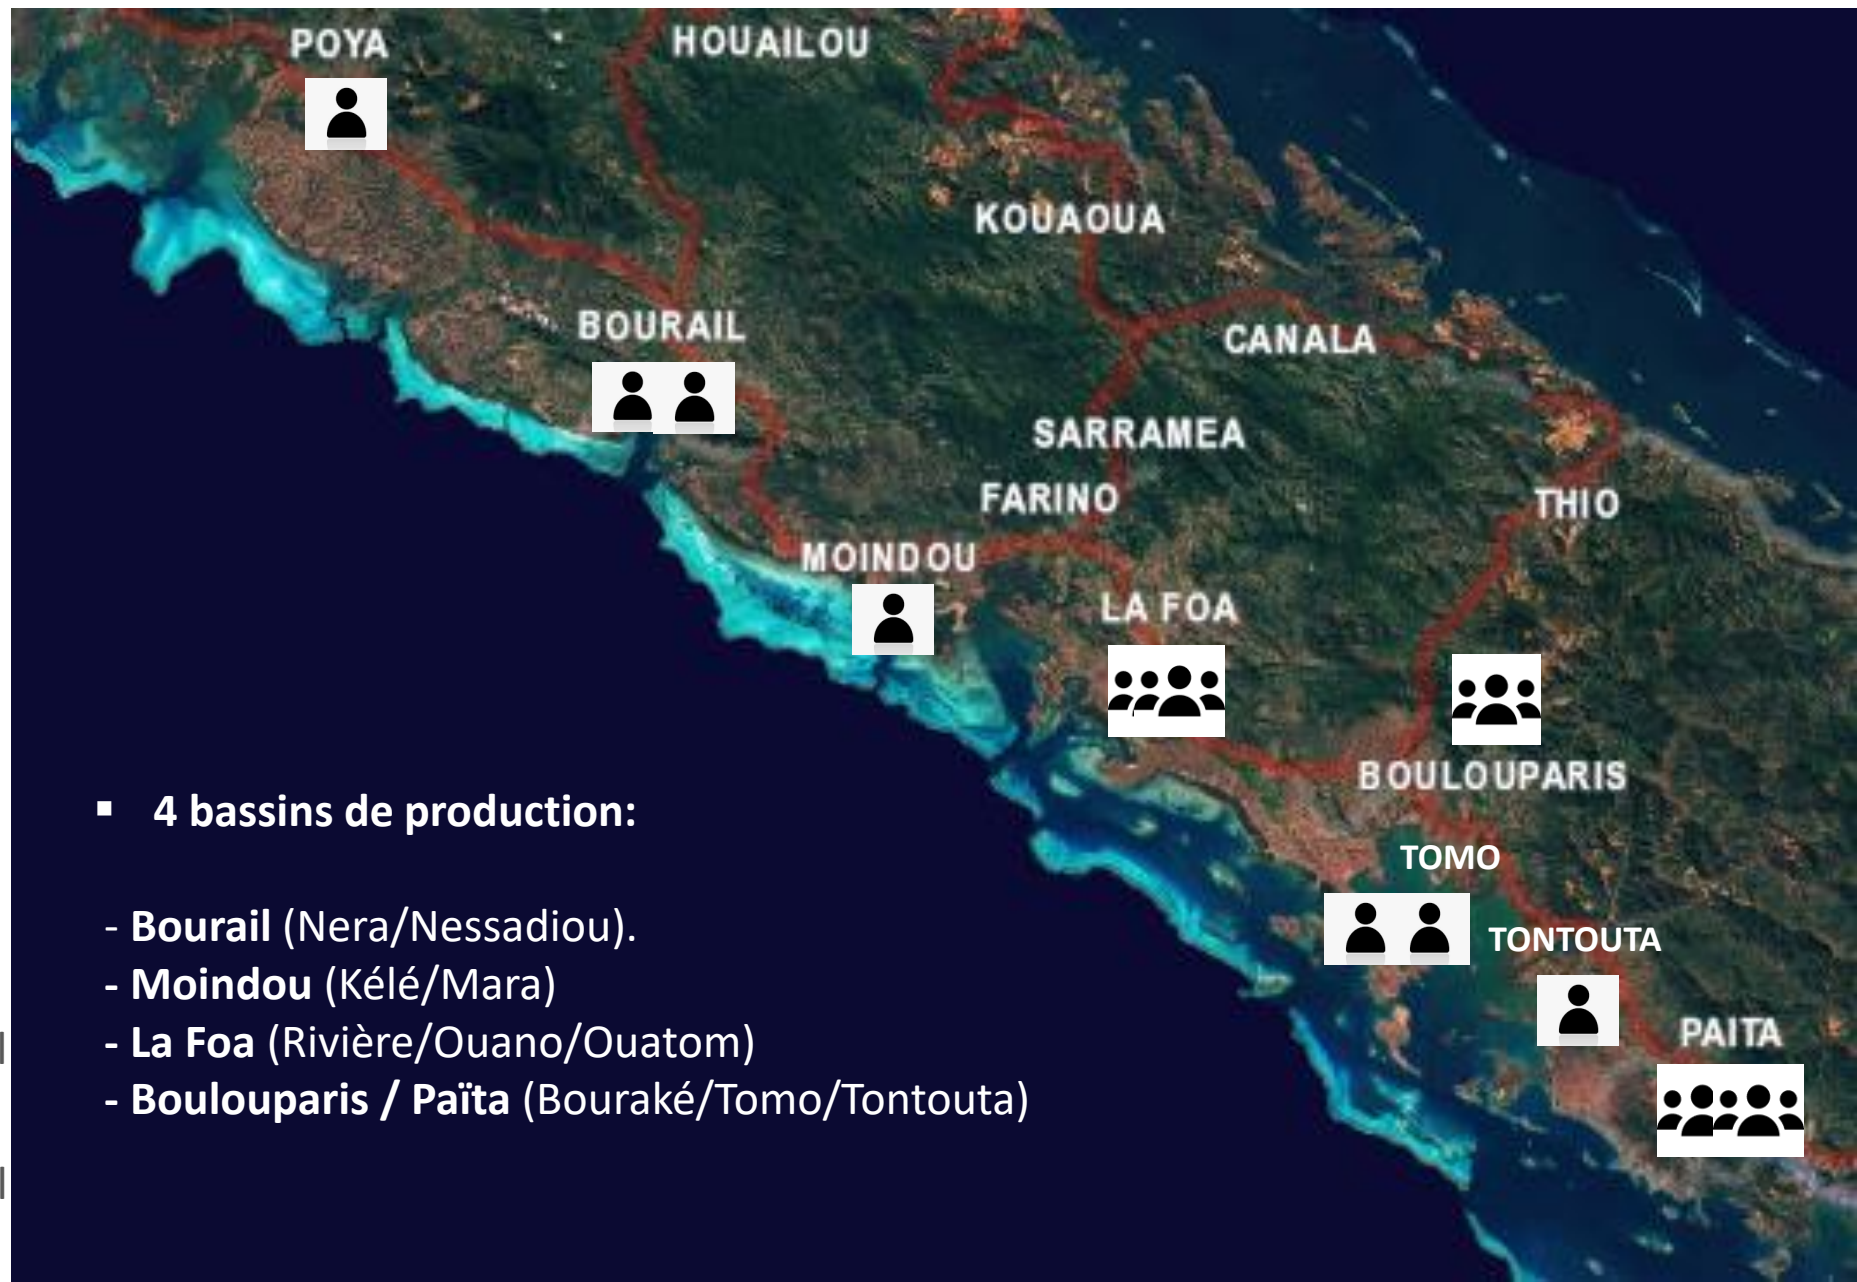 POYA
HOUAILOU
KOUAOUA
BOURAIL
CANALA
SARRAMEA
FARINO
THIO
MOINDOU
LA FOA
BOULOUPARIS
TOMO
TONTOUTA
PAITA
▪ 4 bassins de production:
- Bourail (Nera/Nessadiou).
- Moindou (Kélé/Mara)
- La Foa (Rivière/Ouano/Ouatom)
- Boulouparis / Païta (Bouraké/Tomo/Tontouta)